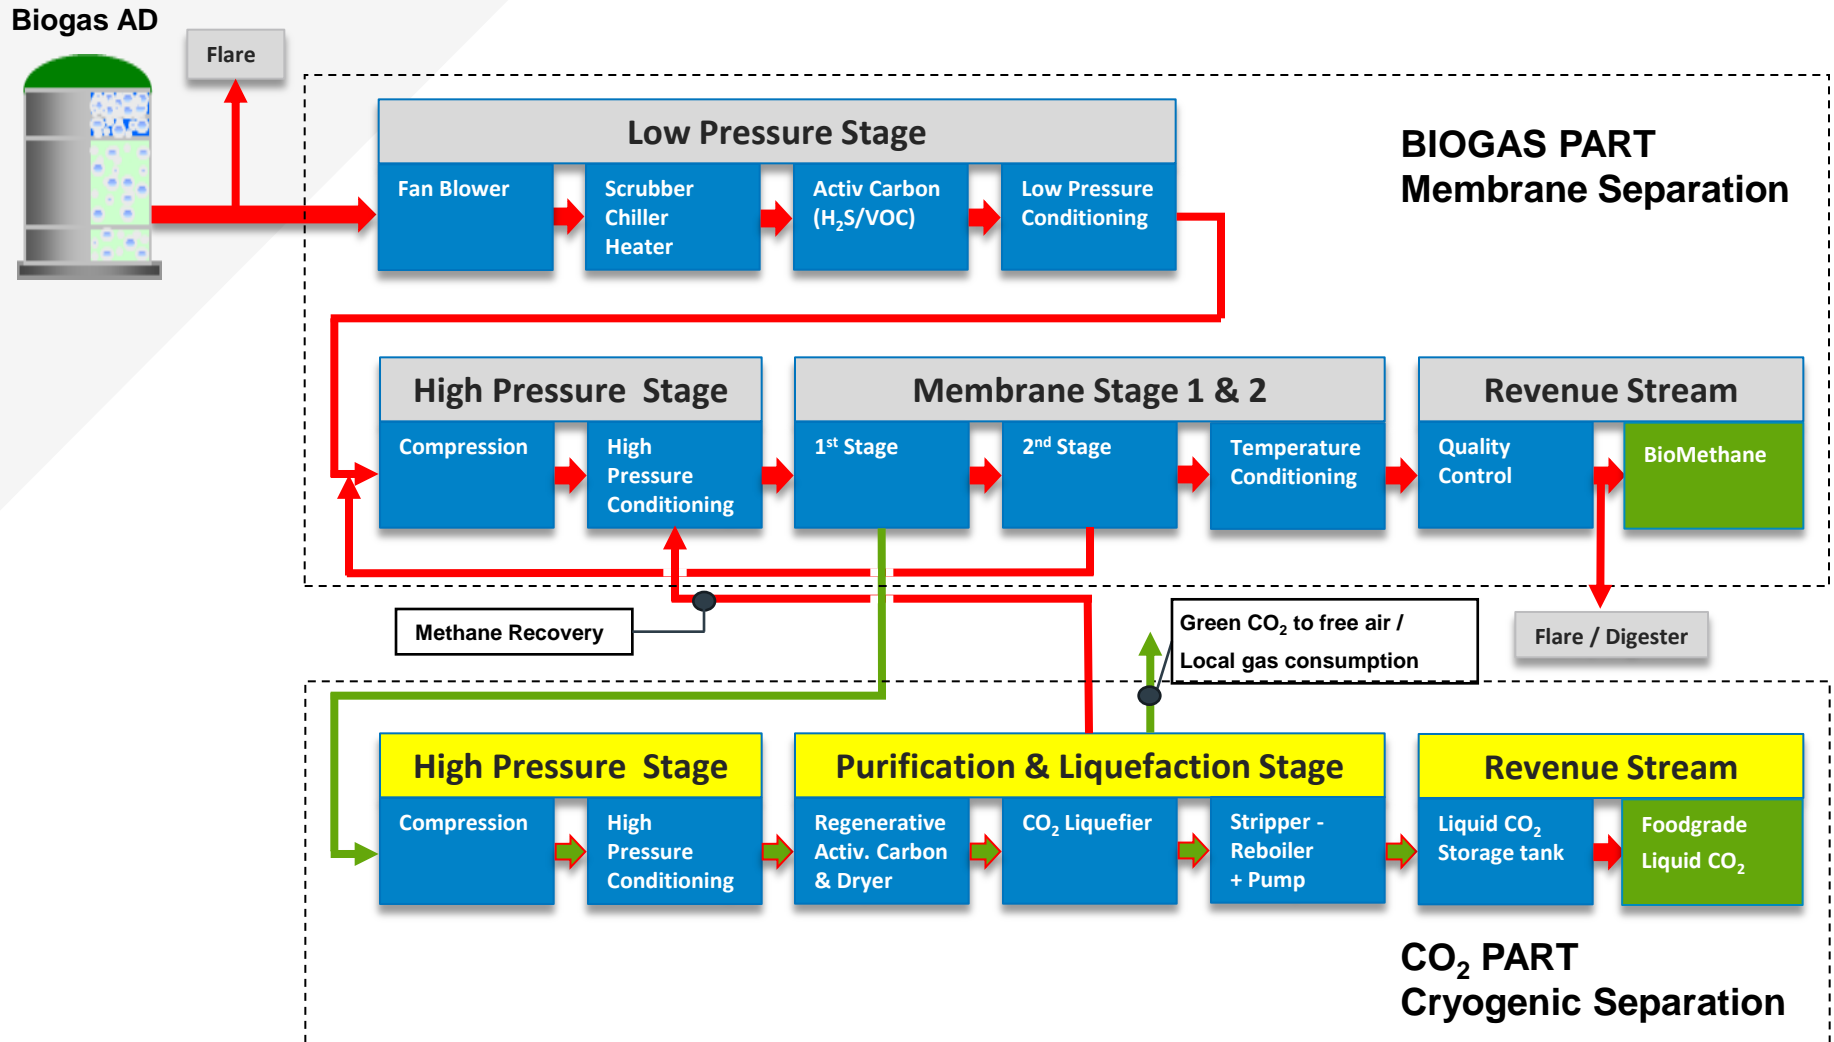 Biogas AD
Flare
Low Pressure Stage
Fan Blower
Scrubber
Chiller
Heater
Activ Carbon
(H₂S/VOC)
Low Pressure
Conditioning
BIOGAS PART
Membrane Separation
High Pressure  Stage
Compression
High
Pressure
Conditioning
Membrane Stage 1 & 2
1st Stage
2nd Stage
Temperature
Conditioning
Revenue Stream
Quality
Control
BioMethane
Methane Recovery
Green CO₂ to free air /
Local gas consumption
Flare / Digester
High Pressure  Stage
Compression
High
Pressure
Conditioning
Purification & Liquefaction Stage
Regenerative
Activ. Carbon
& Dryer
CO₂ Liquefier
Stripper -
Reboiler
+ Pump
Revenue Stream
Liquid CO₂
Storage tank
Foodgrade
Liquid CO₂
CO₂ PART
Cryogenic Separation